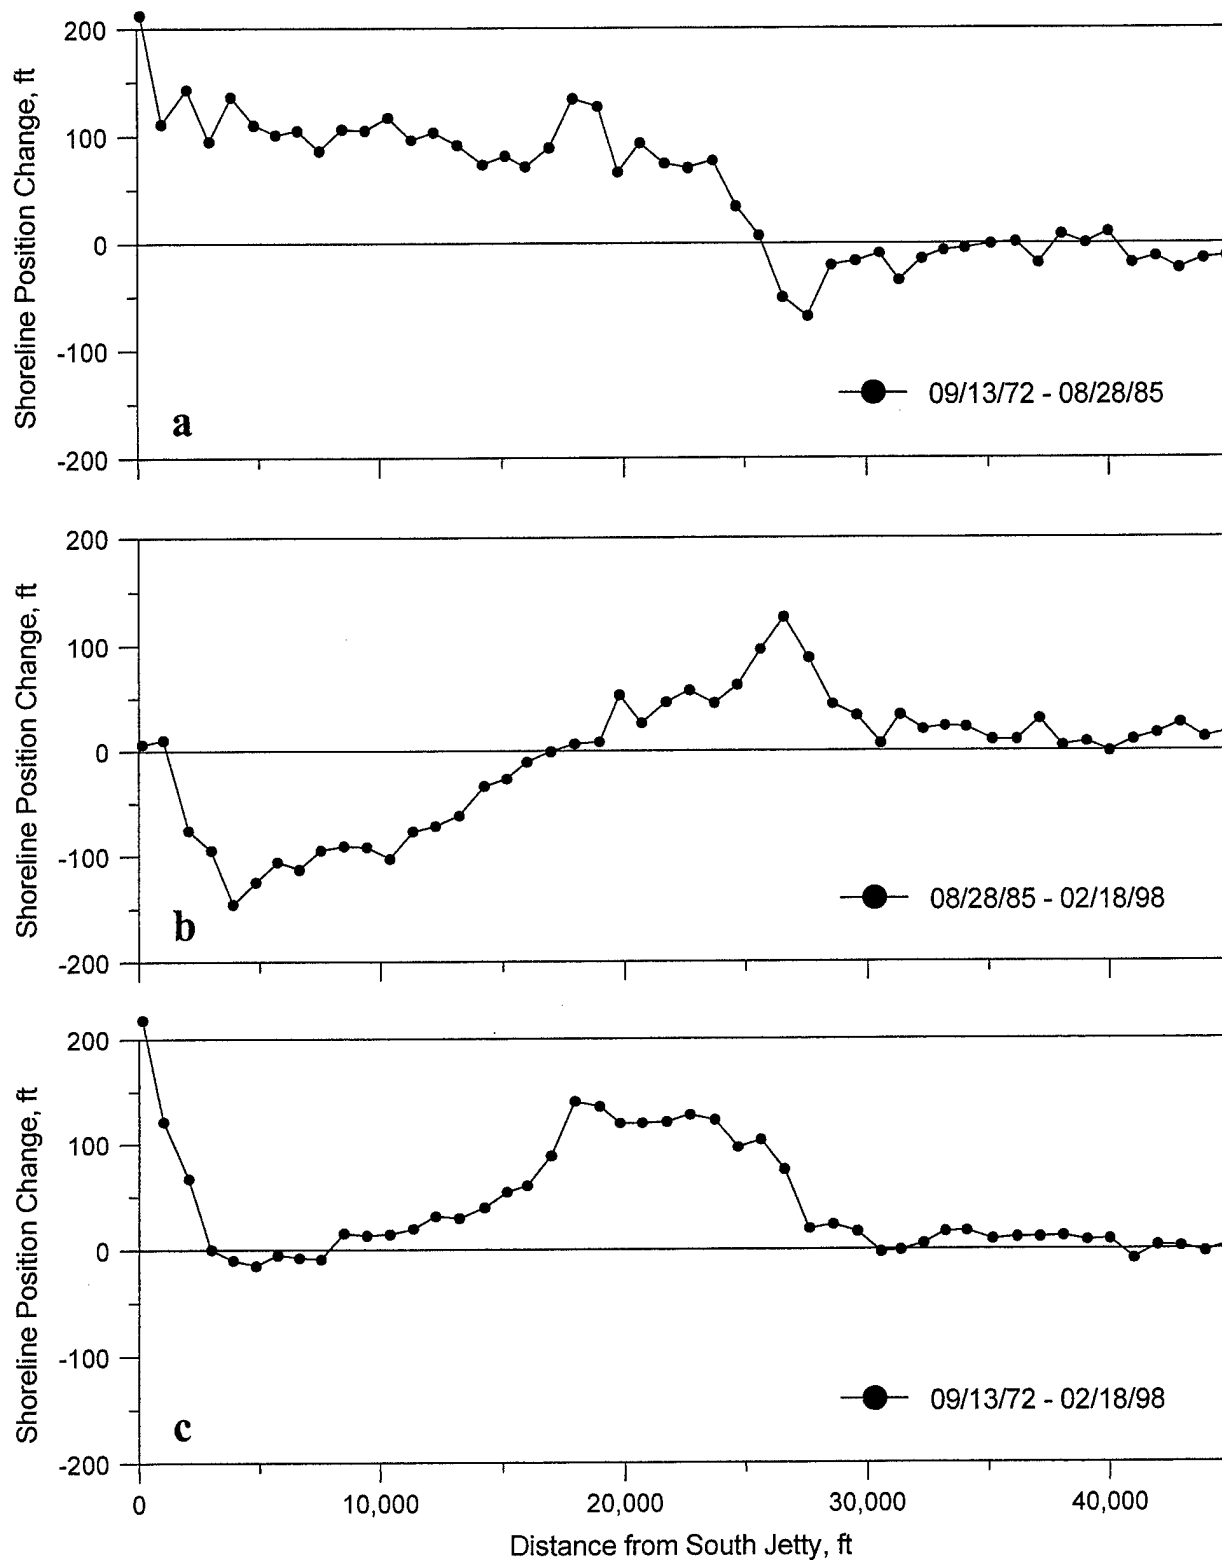 200
100
0
-100
-200
Shoreline Position Change, ft
a
09/13/72 - 08/28/85
200
100
0
-100
-200
Shoreline Position Change, ft
b
08/28/85 - 02/18/98
200
100
0
-100
-200
Shoreline Position Change, ft
c
09/13/72 - 02/18/98
0
10,000
20,000
30,000
40,000
Distance from South Jetty, ft